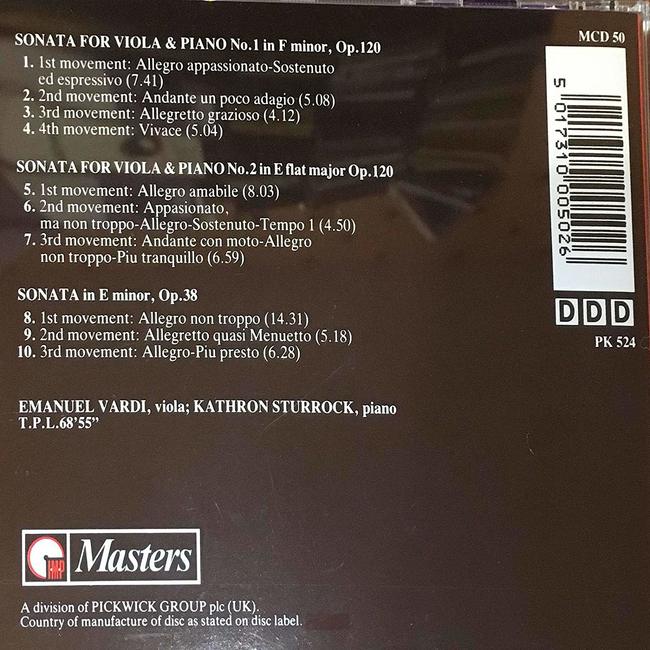 SONATA FOR VIOLA & PIANO No.1 in F minor, Op.120
1. 1st movement: Allegro appassionato-Sostenuto
ed espressivo (7.41)
2. 2nd movement: Andante un poco adagio (5.08)
3. 3rd movement: Allegretto grazioso (4.12)
4. 4th movement: Vivace (5.04)
SONATA FOR VIOLA & PIANO No.2 in E flat major Op.120
5. 1st movement: Allegro amabile (8.03)
6. 2nd movement: Appasionato,
ma non troppo-Allegro-Sostenuto-Tempo 1 (4.50)
7. 3rd movement: Andante con moto-Allegro
non troppo-Piu tranquillo (6.59)
SONATA in E minor, Op.38
8. 1st movement: Allegro non troppo (14.31)
9. 2nd movement: Allegretto quasi Menuetto (5.18)
10. 3rd movement: Allegro-Piu presto (6.28)
EMANUEL VARDI, viola; KATHRON STURROCK, piano
T.P.L.68'55"
MCD 50
5 017310 005026
DDD
PK 524
IMP Masters
A division of PICKWICK GROUP plc (UK).
Country of manufacture of disc as stated on disc label.